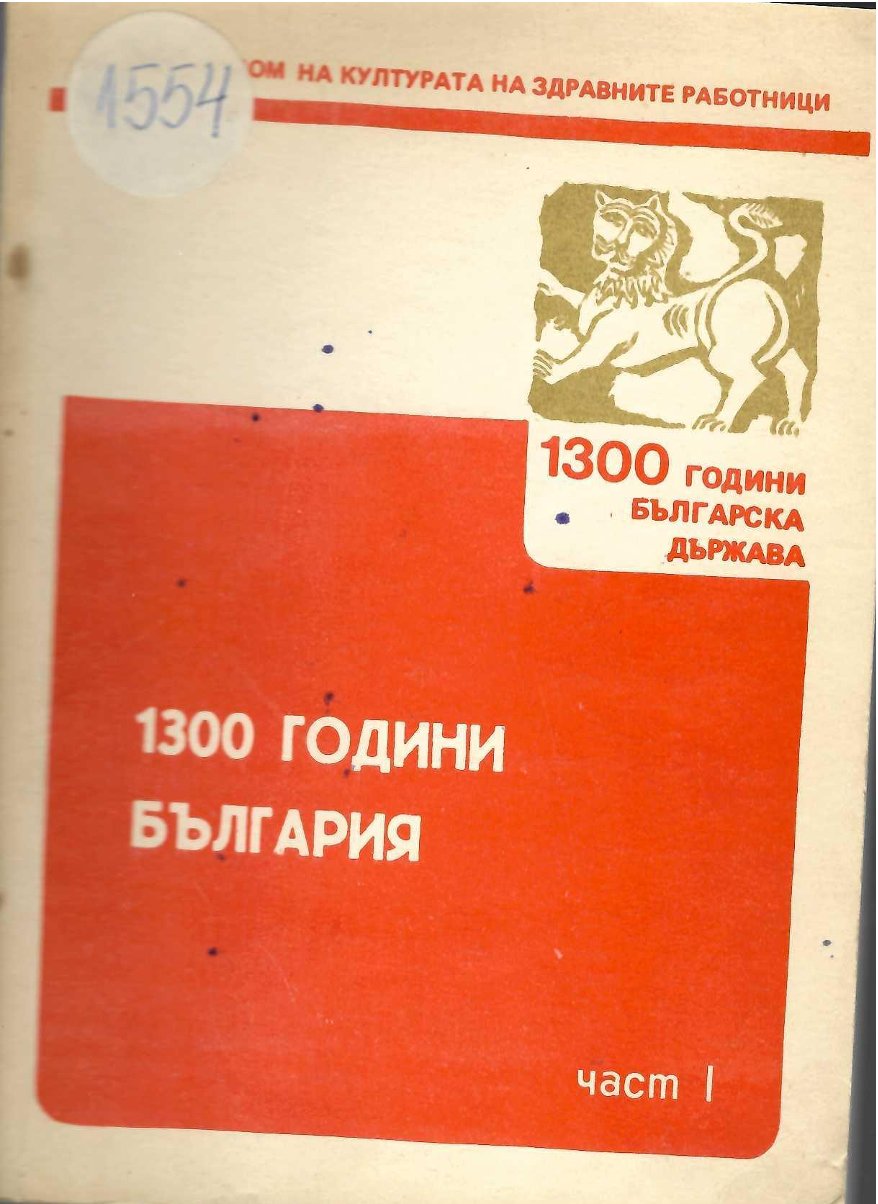 1554
ОМ НА КУЛТУРАТА НА ЗДРАВНИТЕ РАБОТНИЦИ
1300 ГОДИНИ
БЪЛГАРСКА
ДЪРЖАВА
1300 ГОДИНИ
БЪЛГАРИЯ
част I